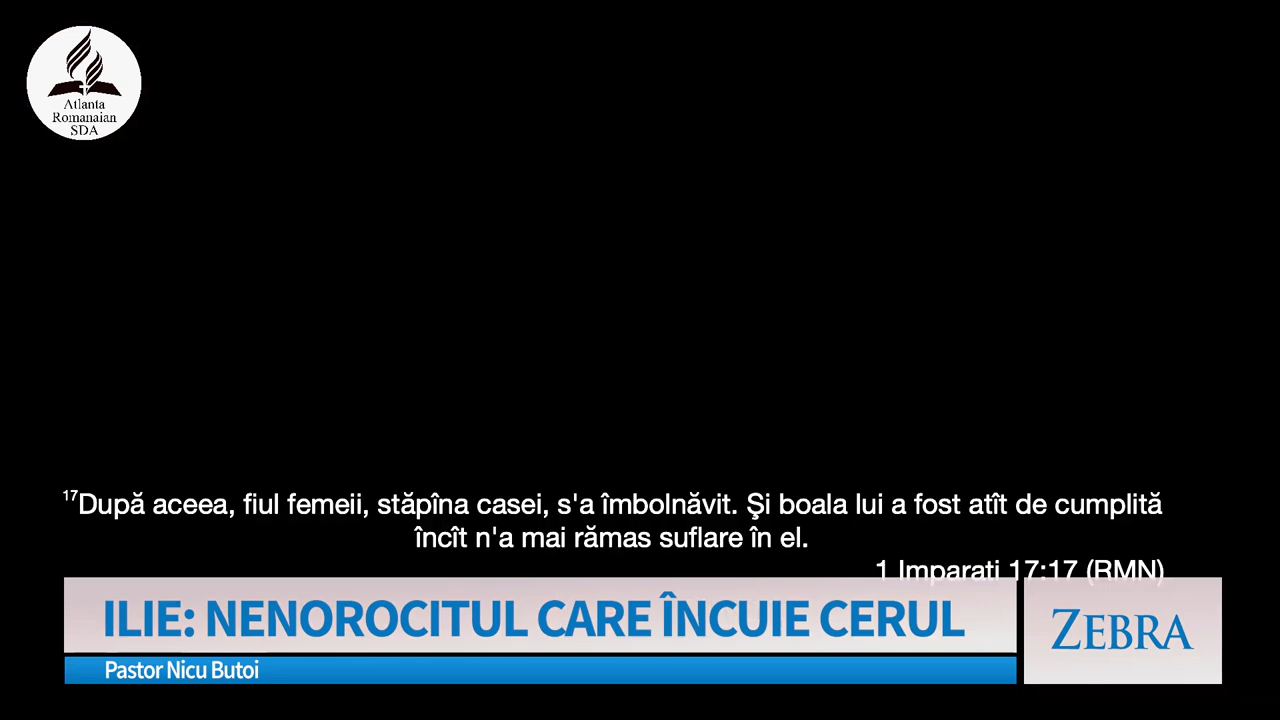 Atlanta
Romanaian
SDA
17După aceea, fiul femeii, stăpîna casei, s'a îmbolnăvit. Şi boala lui a fost atît de cumplită
încît n'a mai rămas suflare în el.
1 Imparati 17:17 (RMN)
ILIE: NENOROCITUL CARE ÎNCUIE CERUL
ZEBRA
Pastor Nicu Butoi